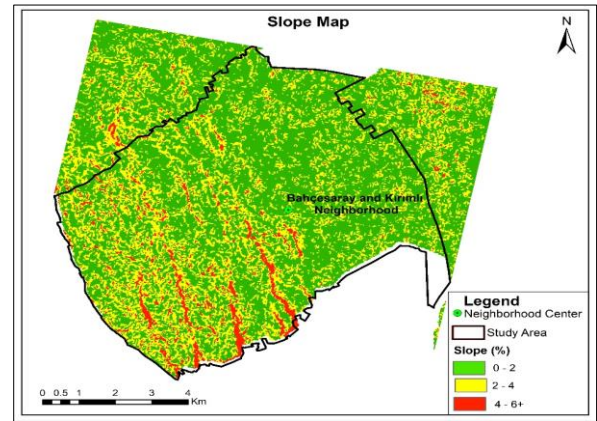 Slope Map
N
Bahcesaray and Kirimli
Neighborhood
Legend
Neighborhood Center
Study Area
Slope (%)
0 - 2
2 - 4
4 - 6+
0 0.5 1 2 3 4
Km